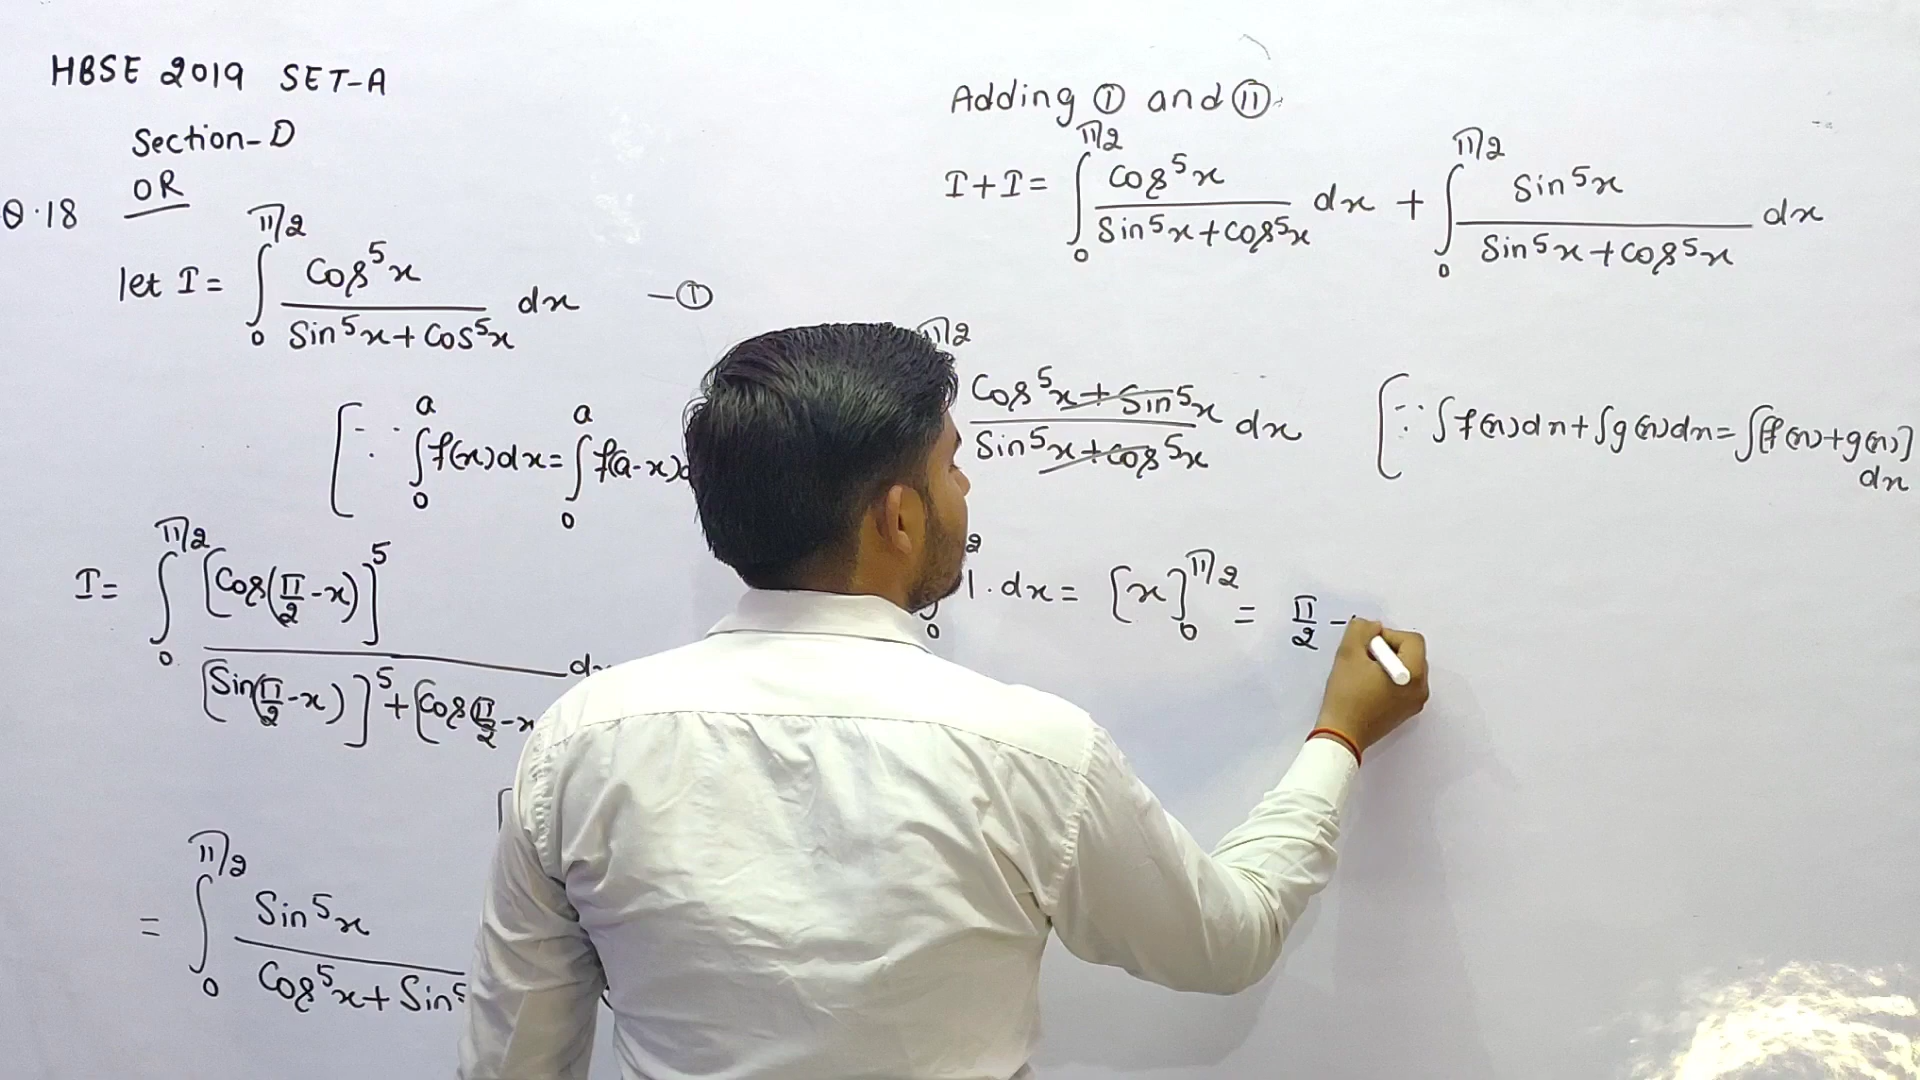 HBSE 2019 SET-A
Section-D
OR
Q.18
let I = ∫₀^{π/2} Cos⁵x / (Sin⁵x + Cos⁵x) dx —Ⓘ
[∵ ∫₀^a f(x)dx = ∫₀^a f(a-x)
I = ∫₀^{π/2} [Cos(π/2 - x)]⁵ / [Sin(π/2 - x)]⁵ + [Cos(π/2 - x
= ∫₀^{π/2} Sin⁵x / Cos⁵x + Sin⁵
Adding Ⓘ and ⓘⓘ
I + I = ∫₀^{π/2} Cos⁵x / (Sin⁵x + Cos⁵x) dx + ∫₀^{π/2} Sin⁵x / (Sin⁵x + Cos⁵x) dx
π/2 Cos⁵x + Sin⁵x / Sin⁵x + Cos⁵x dx [∵ ∫f(x)dx + ∫g(x)dx = ∫[f(x) + g(x)] dx
1 . dx = [x]₀^{π/2} = π/2 -